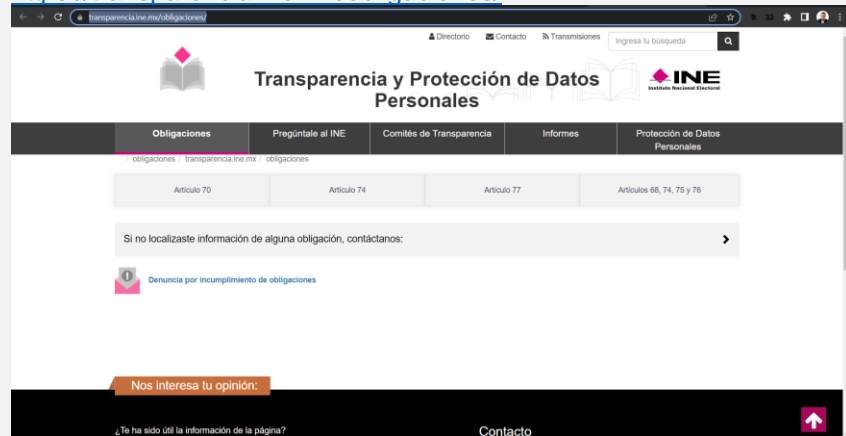 transparencia.ine.mx/obligaciones/
Directorio Contacto Transmisiones Ingresa tu búsqueda
Transparencia y Protección de Datos
Personales
INE
Instituto Nacional Electoral
Obligaciones Pregúntale al INE Comités de Transparencia Informes Protección de Datos
Personales
/ obligaciones / transparencia.ine.mx / obligaciones
Artículo 70 Artículo 74 Artículo 77 Artículos 68, 74, 75 y 76
Si no localizaste información de alguna obligación, contáctanos:
Denuncia por incumplimiento de obligaciones
Nos interesa tu opinión:
¿Te ha sido útil la información de la página? Contacto